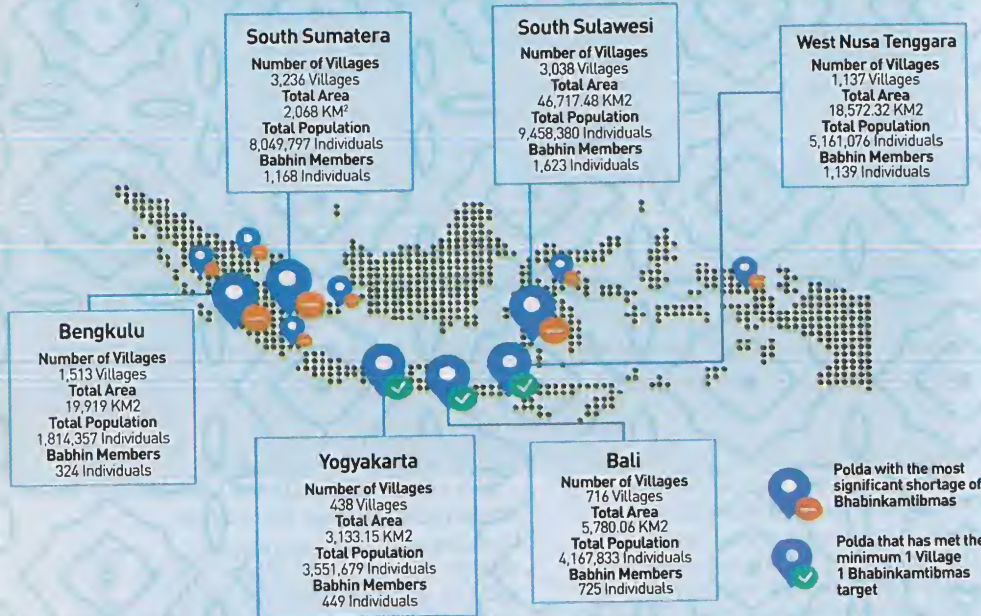 South Sumatera
Number of Villages
3,236 Villages
Total Area
2,068 KM²
Total Population
8,049,797 Individuals
Babhin Members
1,168 Individuals
South Sulawesi
Number of Villages
3,038 Villages
Total Area
46,717.48 KM2
Total Population
9,458,380 Individuals
Babhin Members
1,623 Individuals
West Nusa Tenggara
Number of Villages
1,137 Villages
Total Area
18,572.32 KM2
Total Population
5,161,076 Individuals
Babhin Members
1,139 Individuals
Bengkulu
Number of Villages
1,513 Villages
Total Area
19,919 KM2
Total Population
1,814,357 Individuals
Babhin Members
324 Individuals
Yogyakarta
Number of Villages
438 Villages
Total Area
3,133.15 KM2
Total Population
3,551,679 Individuals
Babhin Members
449 Individuals
Bali
Number of Villages
716 Villages
Total Area
5,780.06 KM2
Total Population
4,167,833 Individuals
Babhin Members
725 Individuals
Polda with the most
significant shortage of
Bhabinkamtibmas
Polda that has met the
minimum 1 Village
1 Bhabinkamtibmas
target